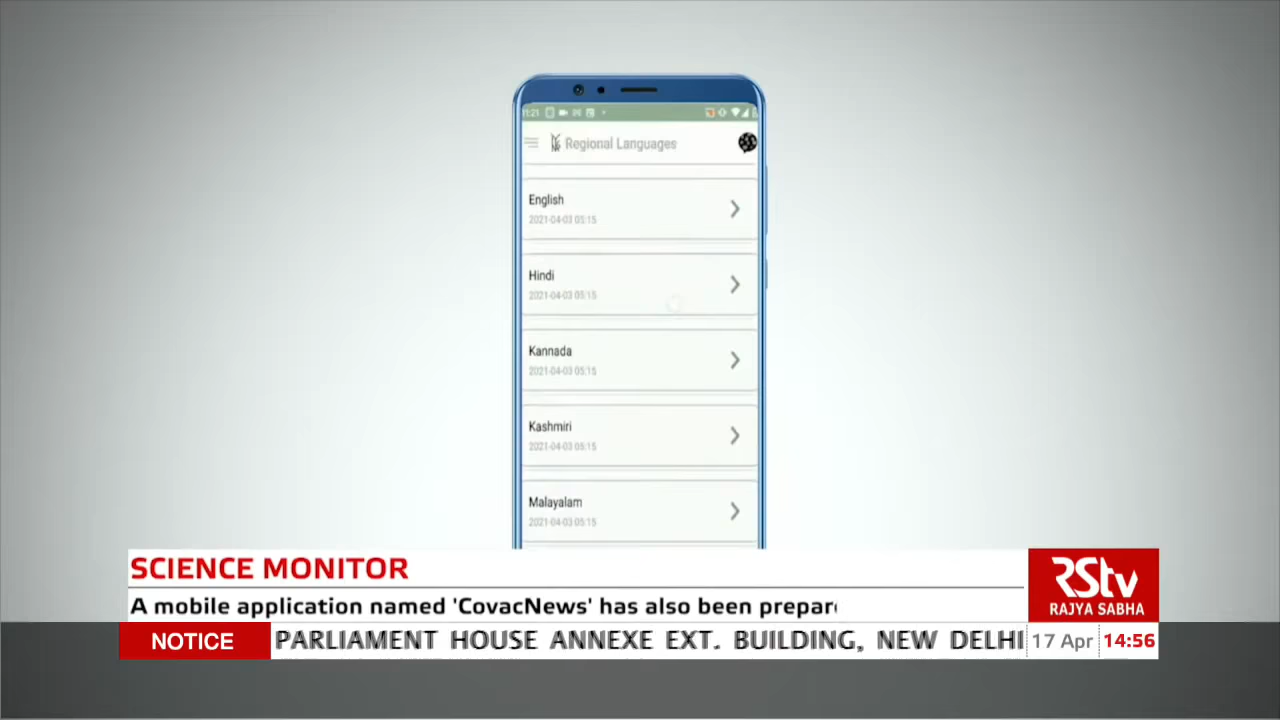 11:21
Regional Languages
English
2021-04-03 05:15
Hindi
2021-04-03 05:15
Kannada
2021-04-03 05:15
Kashmiri
2021-04-03 05:15
Malayalam
2021-04-03 05:15
SCIENCE MONITOR
A mobile application named 'CovacNews' has also been prepar
RStv
RAJYA SABHA
NOTICE
PARLIAMENT HOUSE ANNEXE EXT. BUILDING, NEW DELHI
17 Apr
14:56